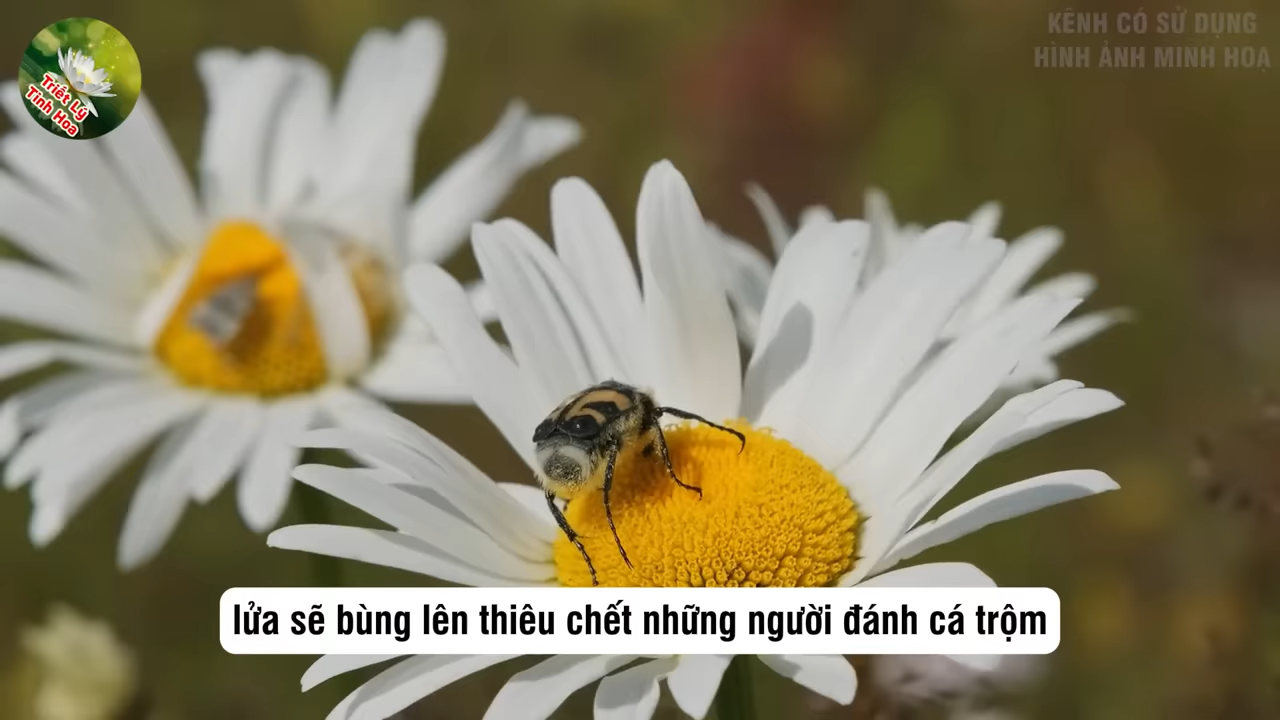 KÊNH CÓ SỬ DỤNG
HÌNH ẢNH MINH HOẠ
Triết Lý
Tinh Hoa
lửa sẽ bùng lên thiêu chết những người đánh cá trộm